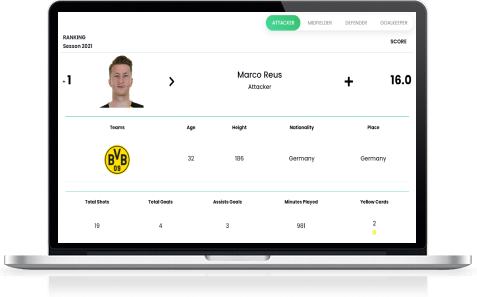 ATTACKER MIDFIELDER DEFENDER GOALKEEPER
RANKING
Season 2021 SCORE
1 Marco Reus 16.0
Attacker
Teams Age Height Nationality Place
BVB
09
32 186 Germany Germany
Total Shots Total Goals Assists Goals Minutes Played Yellow Cards
19 4 3 981 2